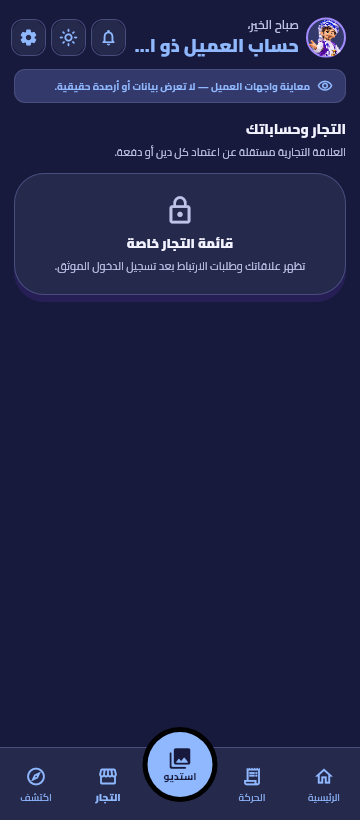 صباح الخير،
حساب العميل ذو ا...
معاينة واجهات العميل — لا تعرض بيانات أو أرصدة حقيقية.
التجار وحساباتك
العلاقة التجارية مستقلة عن اعتماد كل دين أو دفعة.
قائمة التجار خاصة
تظهر علاقاتك وطلبات الارتباط بعد تسجيل الدخول الموثق.
الرئيسية
الحركة
استديو
التجار
اكتشف